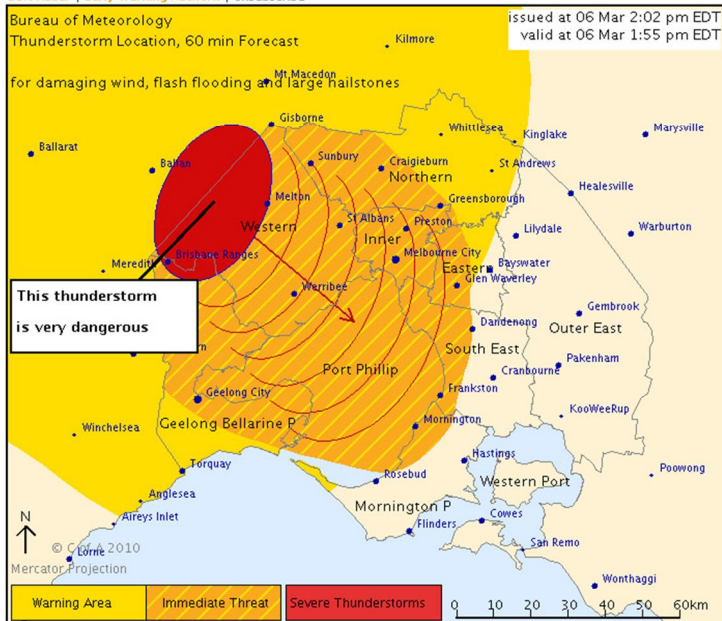 Bureau of Meteorology
Thunderstorm Location, 60 min Forecast
for damaging wind, flash flooding and large hailstones
issued at 06 Mar 2:02 pm EDT
valid at 06 Mar 1:55 pm EDT
Kilmore
Mt Macedon
Gisborne
Whittlesea
Kinglake
Marysville
Ballarat
Ballan
Sunbury
Craigieburn
Northern
St Andrews
Healesville
Melton
Western
St Albans
Inner
Preston
Greensborough
Melbourne City
Lilydale
Warburton
Meredith
Brisbane Ranges
Eastern
Bayswater
Glen Waverley
This thunderstorm
is very dangerous
Werribee
Gembrook
Dandenong
Outer East
South East
Port Phillip
Pakenham
Cranbourne
Geelong City
Frankston
Geelong Bellarine P
Mornington
KooWeeRup
Winchelsea
Torquay
Hastings
Rosebud
Western Port
Poowong
Anglesea
Mornington P
Aireys Inlet
Flinders
Cowes
San Remo
N
Lorne
© C of A 2010
Mercator Projection
Wonthaggi
Warning Area
Immediate Threat
Severe Thunderstorms
0 10 20 30 40 50 60km